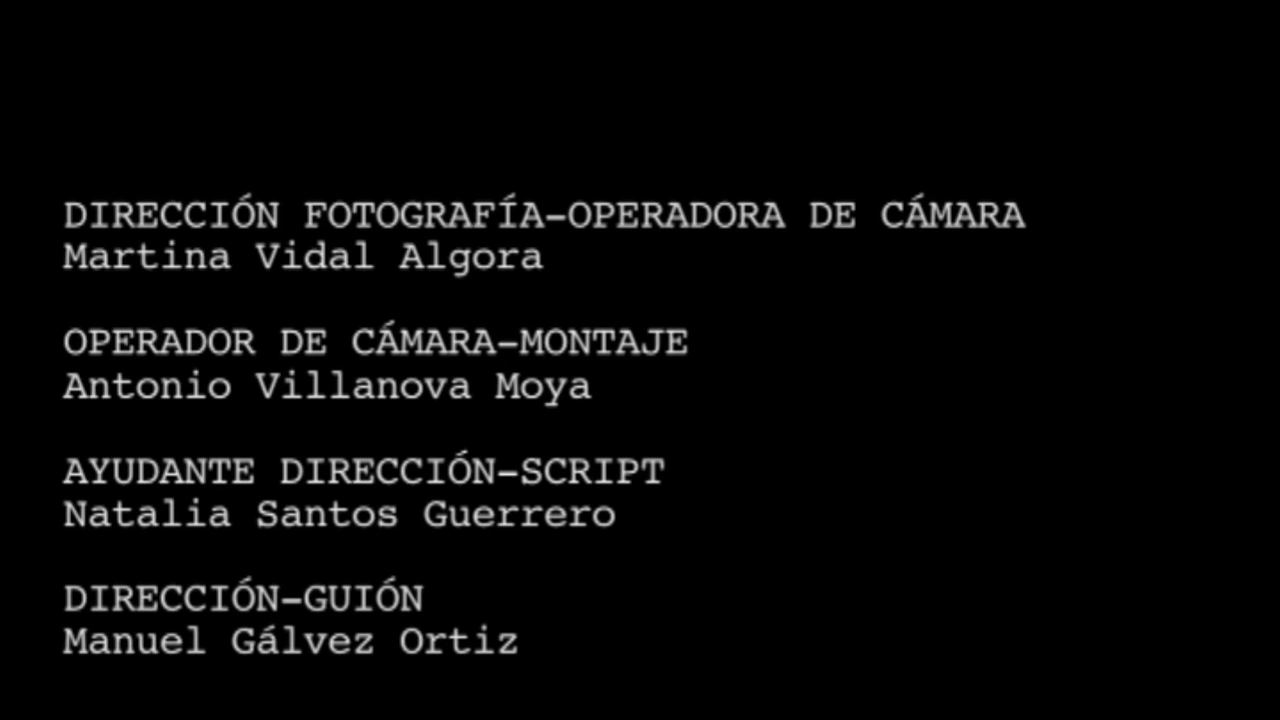 DIRECCIÓN FOTOGRAFÍA-OPERADORA DE CÁMARA
Martina Vidal Algora
OPERADOR DE CÁMARA-MONTAJE
Antonio Villanova Moya
AYUDANTE DIRECCIÓN-SCRIPT
Natalia Santos Guerrero
DIRECCIÓN-GUIÓN
Manuel Gálvez Ortiz